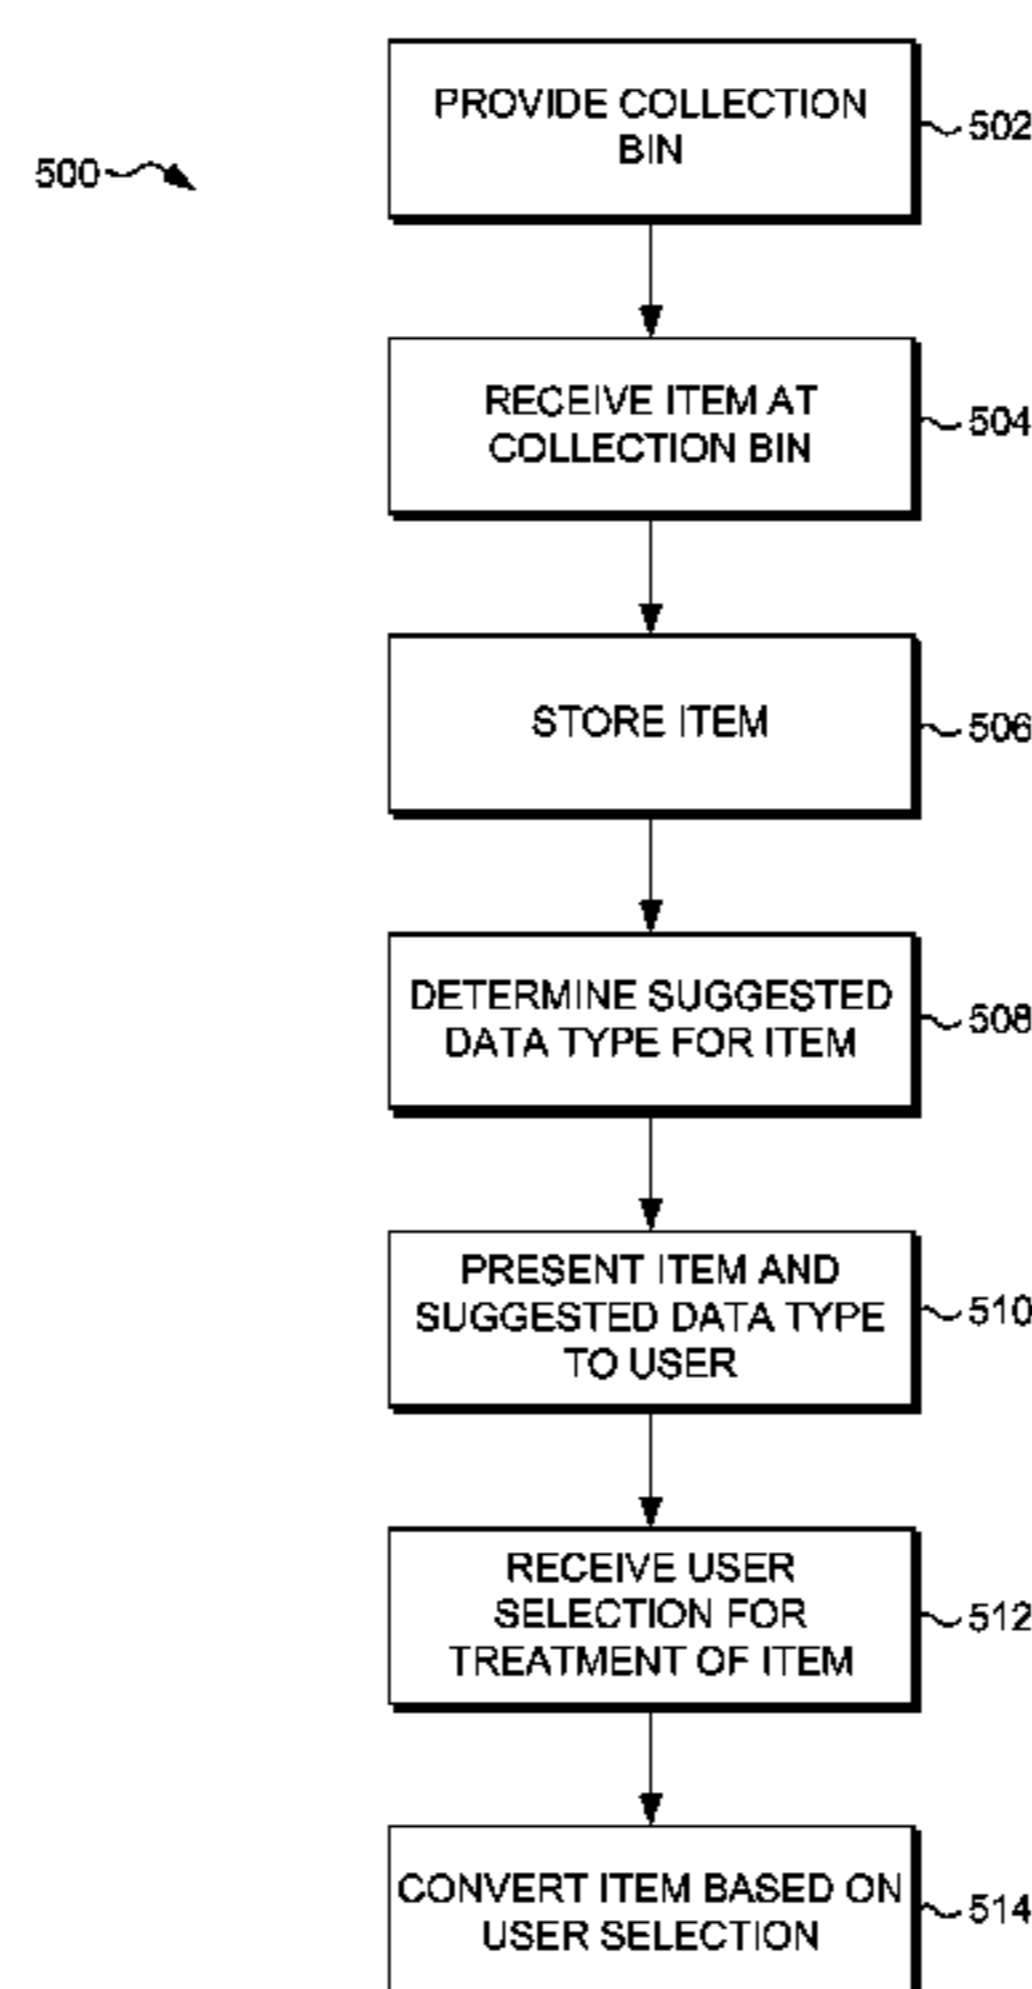 PROVIDE COLLECTION
BIN
502
500
RECEIVE ITEM AT
COLLECTION BIN
504
STORE ITEM
506
DETERMINE SUGGESTED
DATA TYPE FOR ITEM
508
PRESENT ITEM AND
SUGGESTED DATA TYPE
TO USER
510
RECEIVE USER
SELECTION FOR
TREATMENT OF ITEM
512
CONVERT ITEM BASED ON
USER SELECTION
514